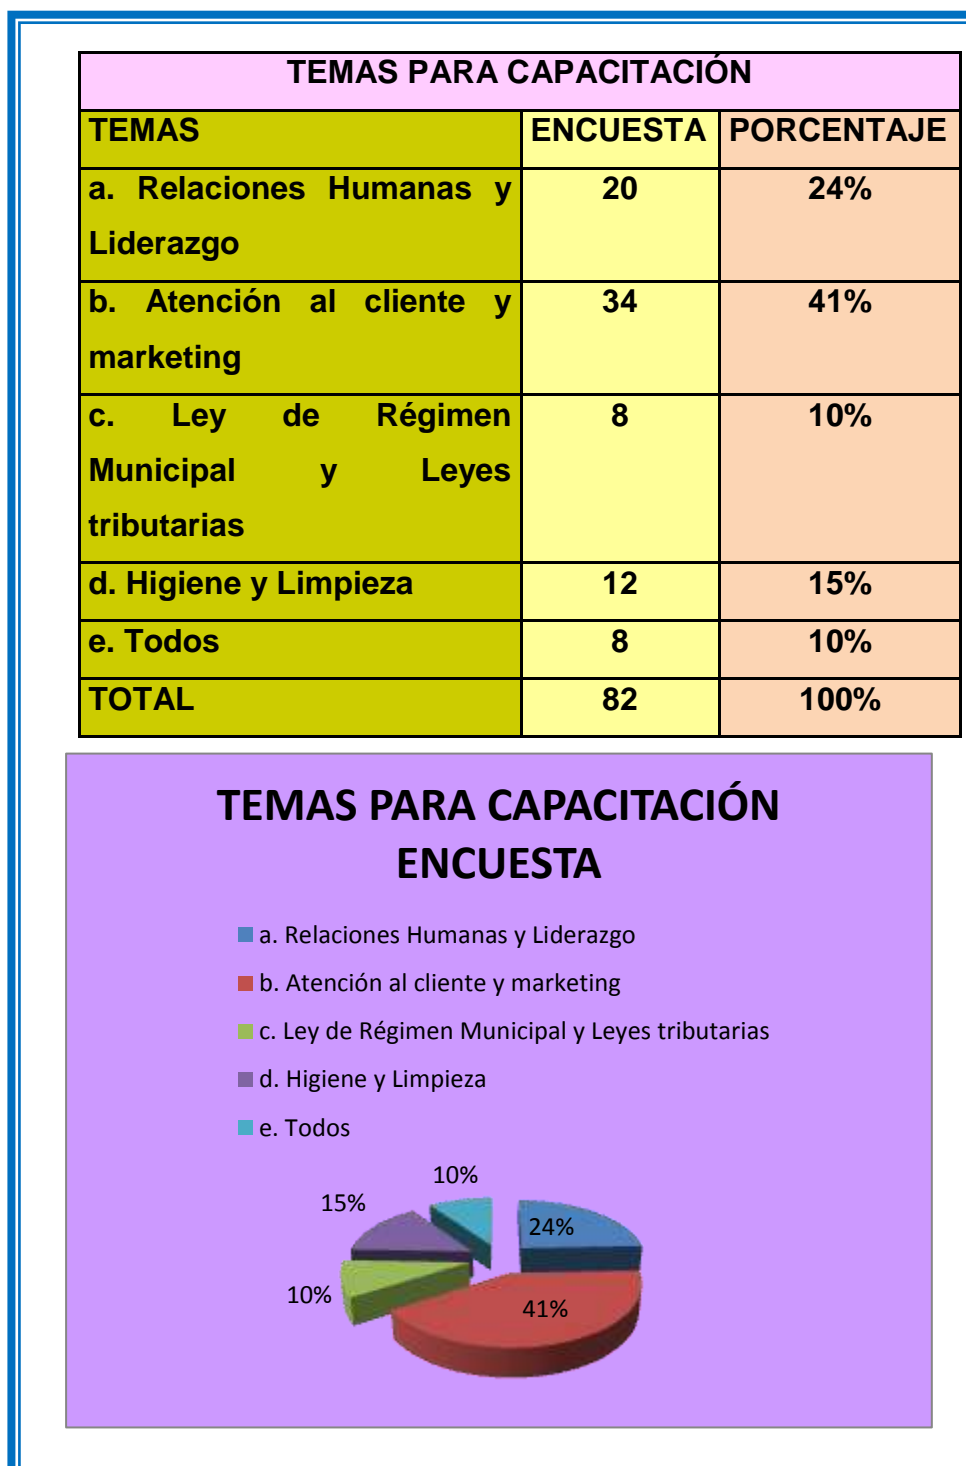 TEMAS PARA CAPACITACIÓN
TEMAS ENCUESTA PORCENTAJE
a. Relaciones Humanas y 20 24%
Liderazgo
b. Atención al cliente y 34 41%
marketing
c. Ley de Régimen 8 10%
Municipal y Leyes
tributarias
d. Higiene y Limpieza 12 15%
e. Todos 8 10%
TOTAL 82 100%
TEMAS PARA CAPACITACIÓN
ENCUESTA
a. Relaciones Humanas y Liderazgo
b. Atención al cliente y marketing
c. Ley de Régimen Municipal y Leyes tributarias
d. Higiene y Limpieza
e. Todos
10%
15%
24%
10%
41%